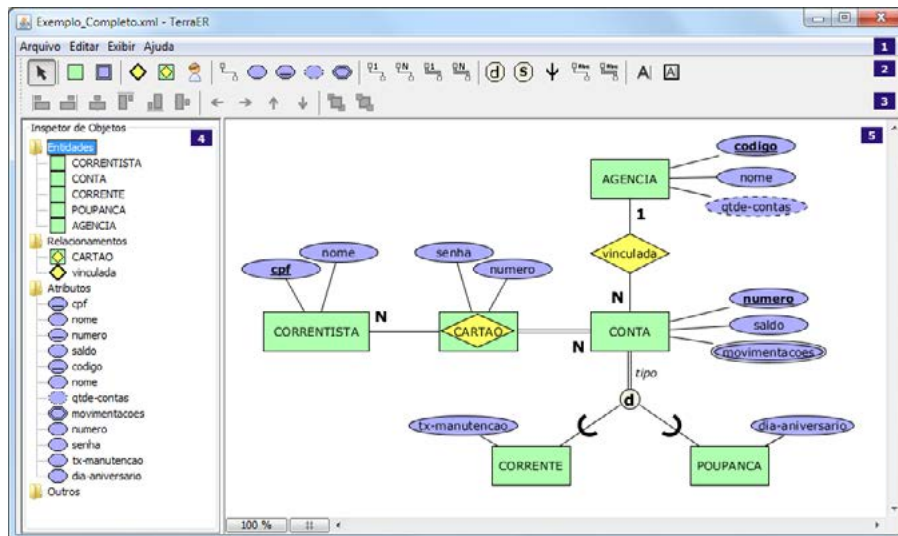 Exemplo_Completo.xml - TerraER
Arquivo Editar Exibir Ajuda
1
2
3
Inspetor de Objetos
4
Entidades
CORRENTISTA
CONTA
CORRENTE
POUPANCA
AGENCIA
Relacionamentos
CARTAO
vinculada
Atributos
cpf
nome
numero
saldo
codigo
nome
qtde-contas
movimentacoes
numero
senha
tx-manutencao
dia-aniversario
Outros
5
codigo
AGENCIA
nome
qtde-contas
1
vinculada
nome
senha
cpf
numero
N
numero
CORRENTISTA
N
CARTAO
CONTA
saldo
N
movimentacoes
tipo
d
tx-manutencao
dia-aniversario
CORRENTE
POUPANCA
100 %